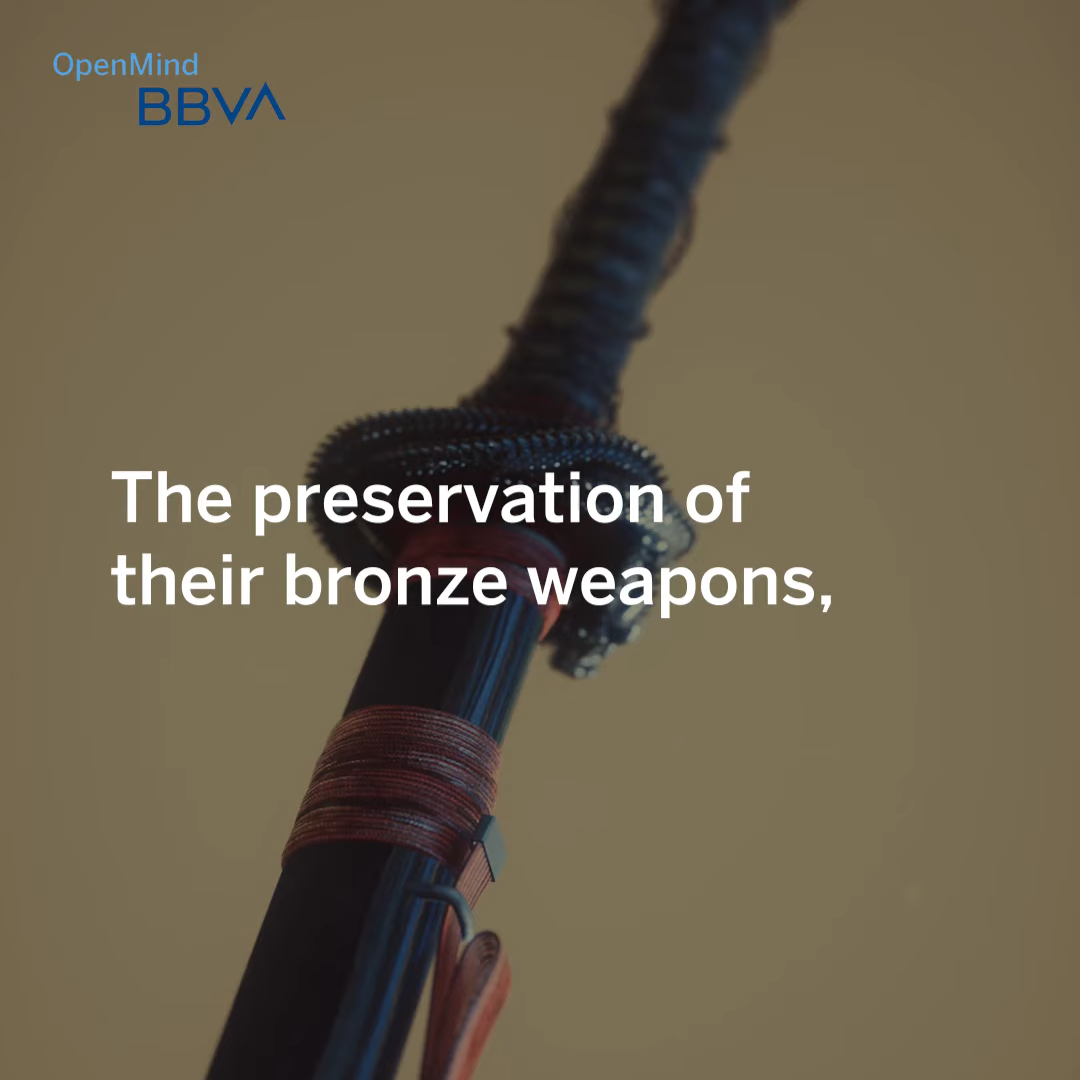 OpenMind
BBVA
The preservation of
their bronze weapons,